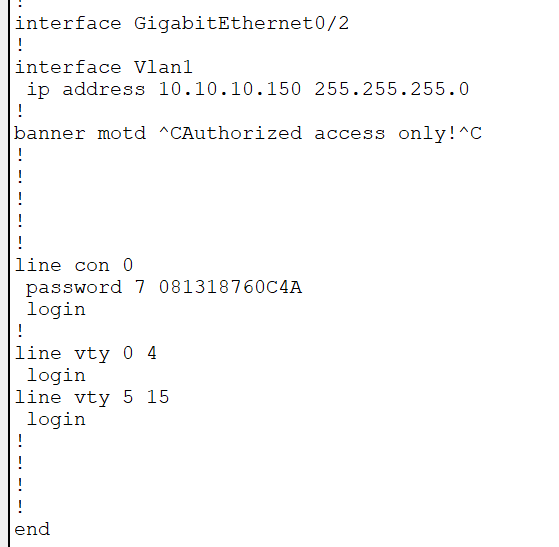 !
interface GigabitEthernet0/2
!
interface Vlan1
 ip address 10.10.10.150 255.255.255.0
!
banner motd ^CAuthorized access only!^C
!
!
!
!
!
line con 0
 password 7 081318760C4A
 login
!
line vty 0 4
 login
line vty 5 15
 login
!
!
!
!
end